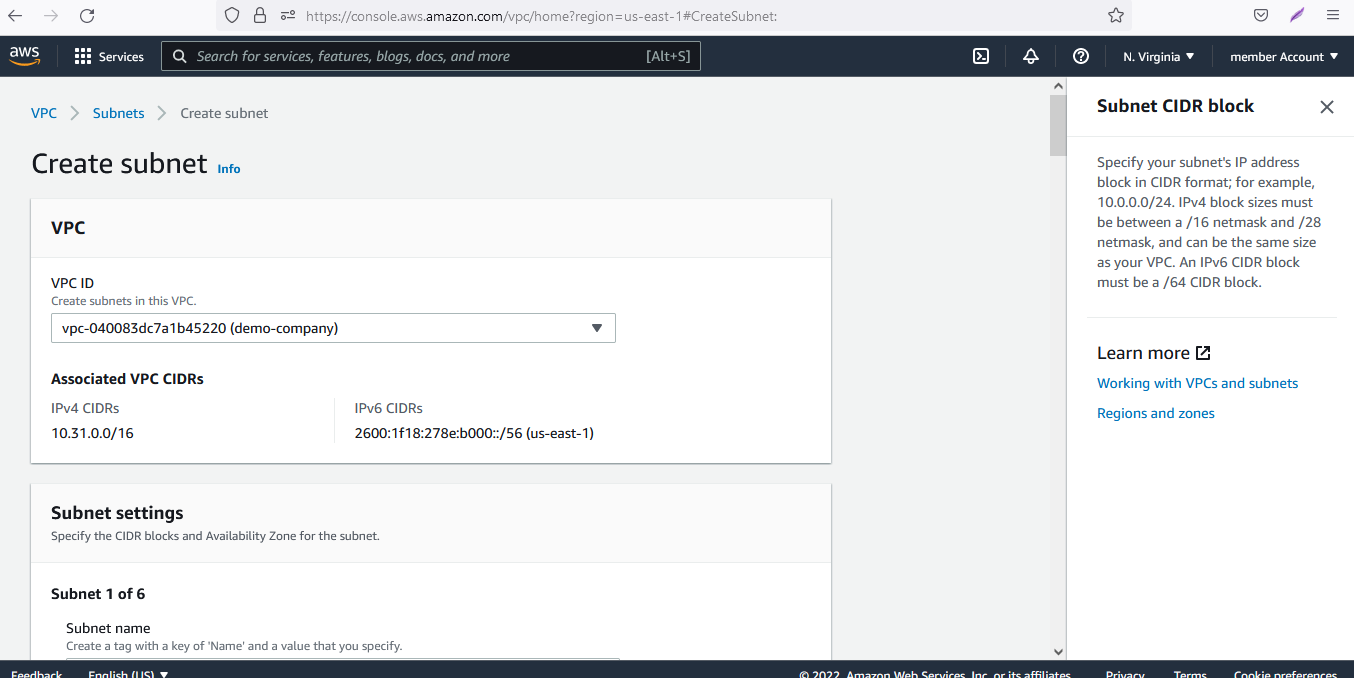 https://console.aws.amazon.com/vpc/home?region=us-east-1#CreateSubnet:
aws
Services
Search for services, features, blogs, docs, and more
[Alt+S]
N. Virginia
member Account
VPC
Subnets
Create subnet
Create subnet
Info
VPC
VPC ID
Create subnets in this VPC.
vpc-040083dc7a1b45220 (demo-company)
Associated VPC CIDRs
IPv4 CIDRs
10.31.0.0/16
IPv6 CIDRs
2600:1f18:278e:b000::/56 (us-east-1)
Subnet settings
Specify the CIDR blocks and Availability Zone for the subnet.
Subnet 1 of 6
Subnet name
Create a tag with a key of 'Name' and a value that you specify.
Subnet CIDR block
Specify your subnet's IP address
block in CIDR format; for example,
10.0.0.0/24. IPv4 block sizes must
be between a /16 netmask and /28
netmask, and can be the same size
as your VPC. An IPv6 CIDR block
must be a /64 CIDR block.
Learn more
Working with VPCs and subnets
Regions and zones
Feedback
English (US)
© 2022, Amazon Web Services, Inc. or its affiliates.
Privacy
Terms
Cookie preferences